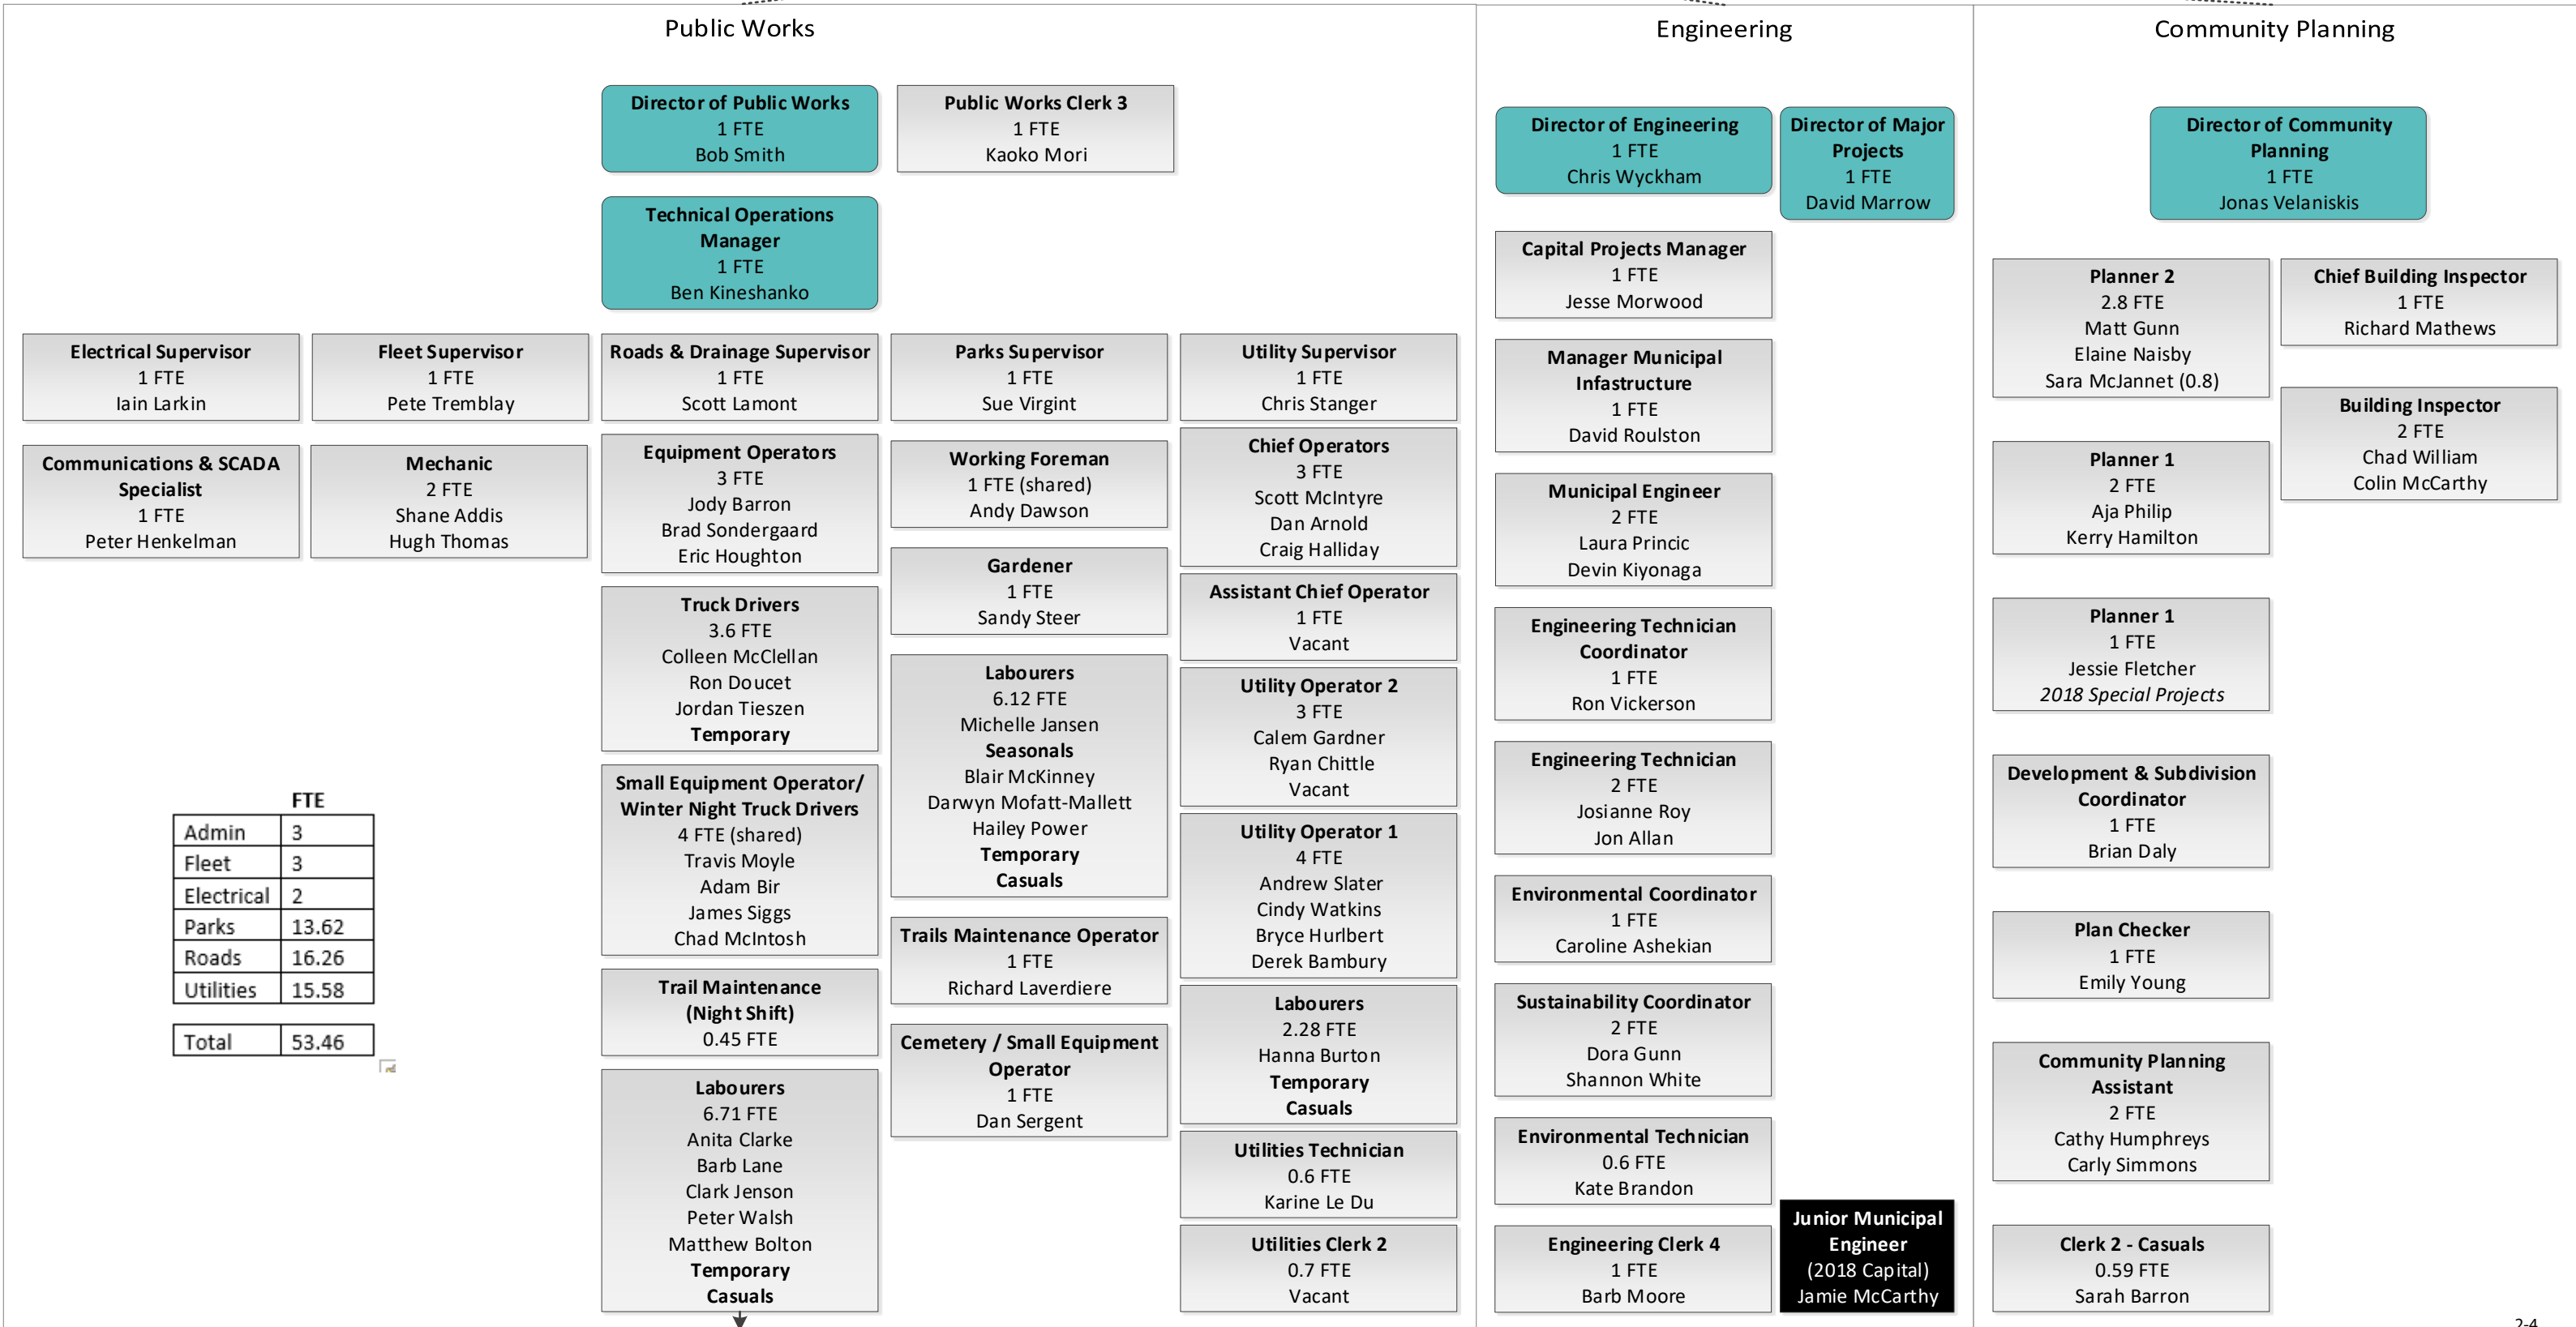 Public Works
Director of Public Works
1 FTE
Bob Smith
Public Works Clerk 3
1 FTE
Kaoko Mori
Technical Operations
Manager
1 FTE
Ben Kineshanko
Electrical Supervisor
1 FTE
Iain Larkin
Communications & SCADA
Specialist
1 FTE
Peter Henkelman
Fleet Supervisor
1 FTE
Pete Tremblay
Mechanic
2 FTE
Shane Addis
Hugh Thomas
Roads & Drainage Supervisor
1 FTE
Scott Lamont
Equipment Operators
3 FTE
Jody Barron
Brad Sondergaard
Eric Houghton
Truck Drivers
3.6 FTE
Colleen McClellan
Ron Doucet
Jordan Tieszen
Temporary
Small Equipment Operator/
Winter Night Truck Drivers
4 FTE (shared)
Travis Moyle
Adam Bir
James Siggs
Chad McIntosh
Trail Maintenance
(Night Shift)
0.45 FTE
Labourers
6.71 FTE
Anita Clarke
Barb Lane
Clark Jenson
Peter Walsh
Matthew Bolton
Temporary
Casuals
Parks Supervisor
1 FTE
Sue Virgint
Working Foreman
1 FTE (shared)
Andy Dawson
Gardener
1 FTE
Sandy Steer
Labourers
6.12 FTE
Michelle Jansen
Seasonals
Blair McKinney
Darwyn Mofatt-Mallett
Hailey Power
Temporary
Casuals
Trails Maintenance Operator
1 FTE
Richard Laverdiere
Cemetery / Small Equipment
Operator
1 FTE
Dan Sergent
Utility Supervisor
1 FTE
Chris Stanger
Chief Operators
3 FTE
Scott McIntyre
Dan Arnold
Craig Halliday
Assistant Chief Operator
1 FTE
Vacant
Utility Operator 2
3 FTE
Calem Gardner
Ryan Chittle
Vacant
Utility Operator 1
4 FTE
Andrew Slater
Cindy Watkins
Bryce Hurlbert
Derek Bambury
Labourers
2.28 FTE
Hanna Burton
Temporary
Casuals
Utilities Technician
0.6 FTE
Karine Le Du
Utilities Clerk 2
0.7 FTE
Vacant
FTE
Admin 3
Fleet 3
Electrical 2
Parks 13.62
Roads 16.26
Utilities 15.58
Total 53.46
Engineering
Director of Engineering
1 FTE
Chris Wyckham
Director of Major
Projects
1 FTE
David Marrow
Capital Projects Manager
1 FTE
Jesse Morwood
Manager Municipal
Infastructure
1 FTE
David Roulston
Municipal Engineer
2 FTE
Laura Princic
Devin Kiyonaga
Engineering Technician
Coordinator
1 FTE
Ron Vickerson
Engineering Technician
2 FTE
Josianne Roy
Jon Allan
Environmental Coordinator
1 FTE
Caroline Ashekian
Sustainability Coordinator
2 FTE
Dora Gunn
Shannon White
Environmental Technician
0.6 FTE
Kate Brandon
Engineering Clerk 4
1 FTE
Barb Moore
Junior Municipal
Engineer
(2018 Capital)
Jamie McCarthy
Community Planning
Director of Community
Planning
1 FTE
Jonas Velaniskis
Planner 2
2.8 FTE
Matt Gunn
Elaine Naisby
Sara McJannet (0.8)
Chief Building Inspector
1 FTE
Richard Mathews
Building Inspector
2 FTE
Chad William
Colin McCarthy
Planner 1
2 FTE
Aja Philip
Kerry Hamilton
Planner 1
1 FTE
Jessie Fletcher
2018 Special Projects
Development & Subdivision
Coordinator
1 FTE
Brian Daly
Plan Checker
1 FTE
Emily Young
Community Planning
Assistant
2 FTE
Cathy Humphreys
Carly Simmons
Clerk 2 - Casuals
0.59 FTE
Sarah Barron
2-4